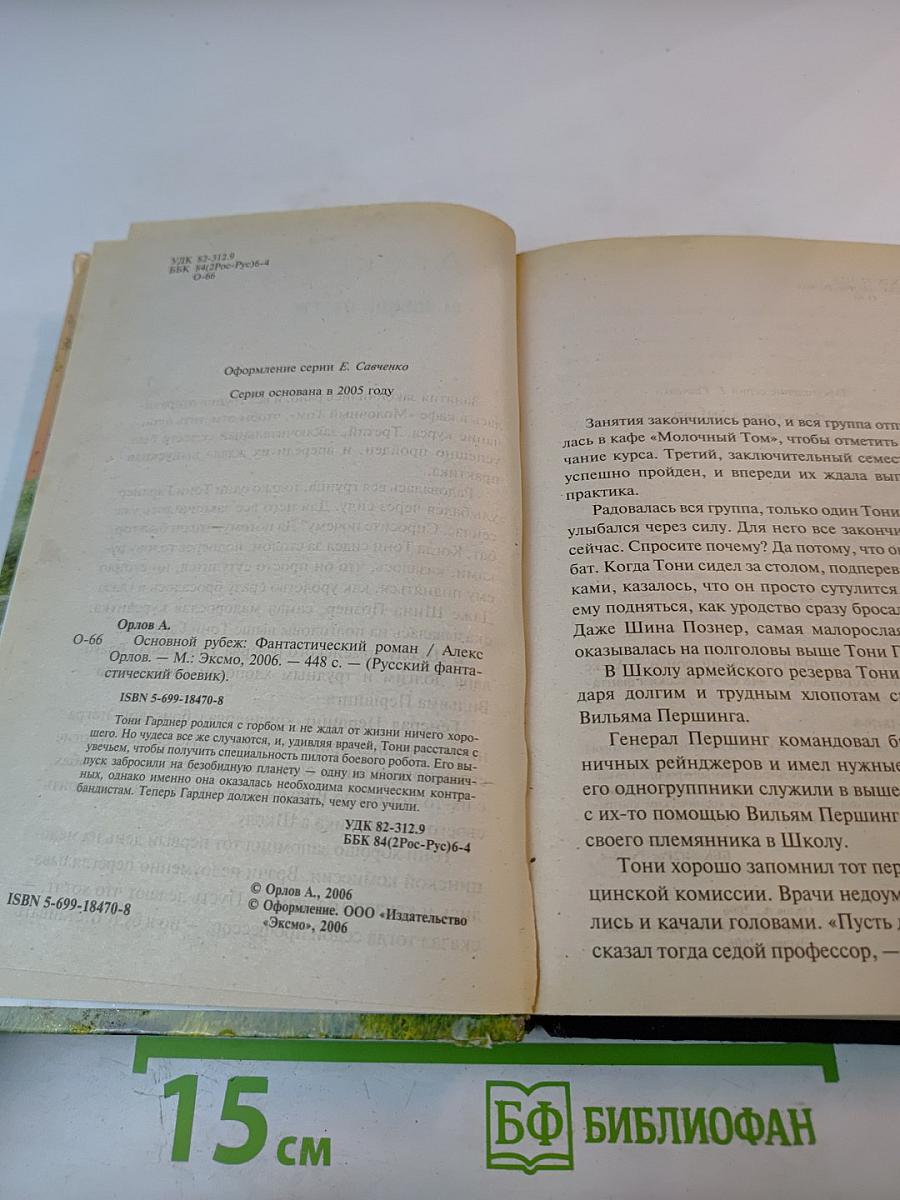 УДК 82-312.9
ББК 84(2Рос-Рус)6-4
О-66
Оформление серии Е. Савченко
Серия основана в 2005 году
Орлов А.
О-66 Основной рубеж: Фантастический роман / Алекс
Орлов. — М.: Эксмо, 2006. — 448 с. — (Русский фанта-
стический боевик).
ISBN 5-699-18470-8
Тони Гарднер родился с горбом и не ждал от жизни ничего хоро-
шего. Но чудеса все же случаются, и, удивляя врачей, Тони расстался с
увечьем, чтобы получить специальность пилота боевого робота. Его вы-
пуск забросили на безобидную планету — одну из многих погранич-
ных, однако именно она оказалась необходима космическим контра-
бандистам. Теперь Гарднер должен показать, чему его учили.
УДК 82-312.9
ББК 84(2Рос-Рус)6-4
© Орлов А., 2006
© Оформление. ООО «Издательство
«Эксмо», 2006
ISBN 5-699-18470-8
Занятия закончились рано, и вся группа отп
лась в кафе «Молочный Том», чтобы отметить
чание курса. Третий, заключительный семест
успешно пройден, и впереди их ждала вып
практика.
Радовалась вся группа, только один Тони
улыбался через силу. Для него все закончи
сейчас. Спросите почему? Да потому, что он
бат. Когда Тони сидел за столом, подперев
ками, казалось, что он просто сутулится
ему подняться, как уродство сразу бросал
Даже Шина Познер, самая малорослая
оказывалась на полголовы выше Тони Г
В Школу армейского резерва Тони
даря долгим и трудным хлопотам с
Вильяма Першинга.
Генерал Першинг командовал б
ничных рейнджеров и имел нужные
его одногруппники служили в выше
с их-то помощью Вильям Першинг
своего племянника в Школу.
Тони хорошо запомнил тот пер
цинской комиссии. Врачи недоум
лись и качали головами. «Пусть д
сказал тогда седой профессор, —
15 см
БФ БИБЛИОФАН